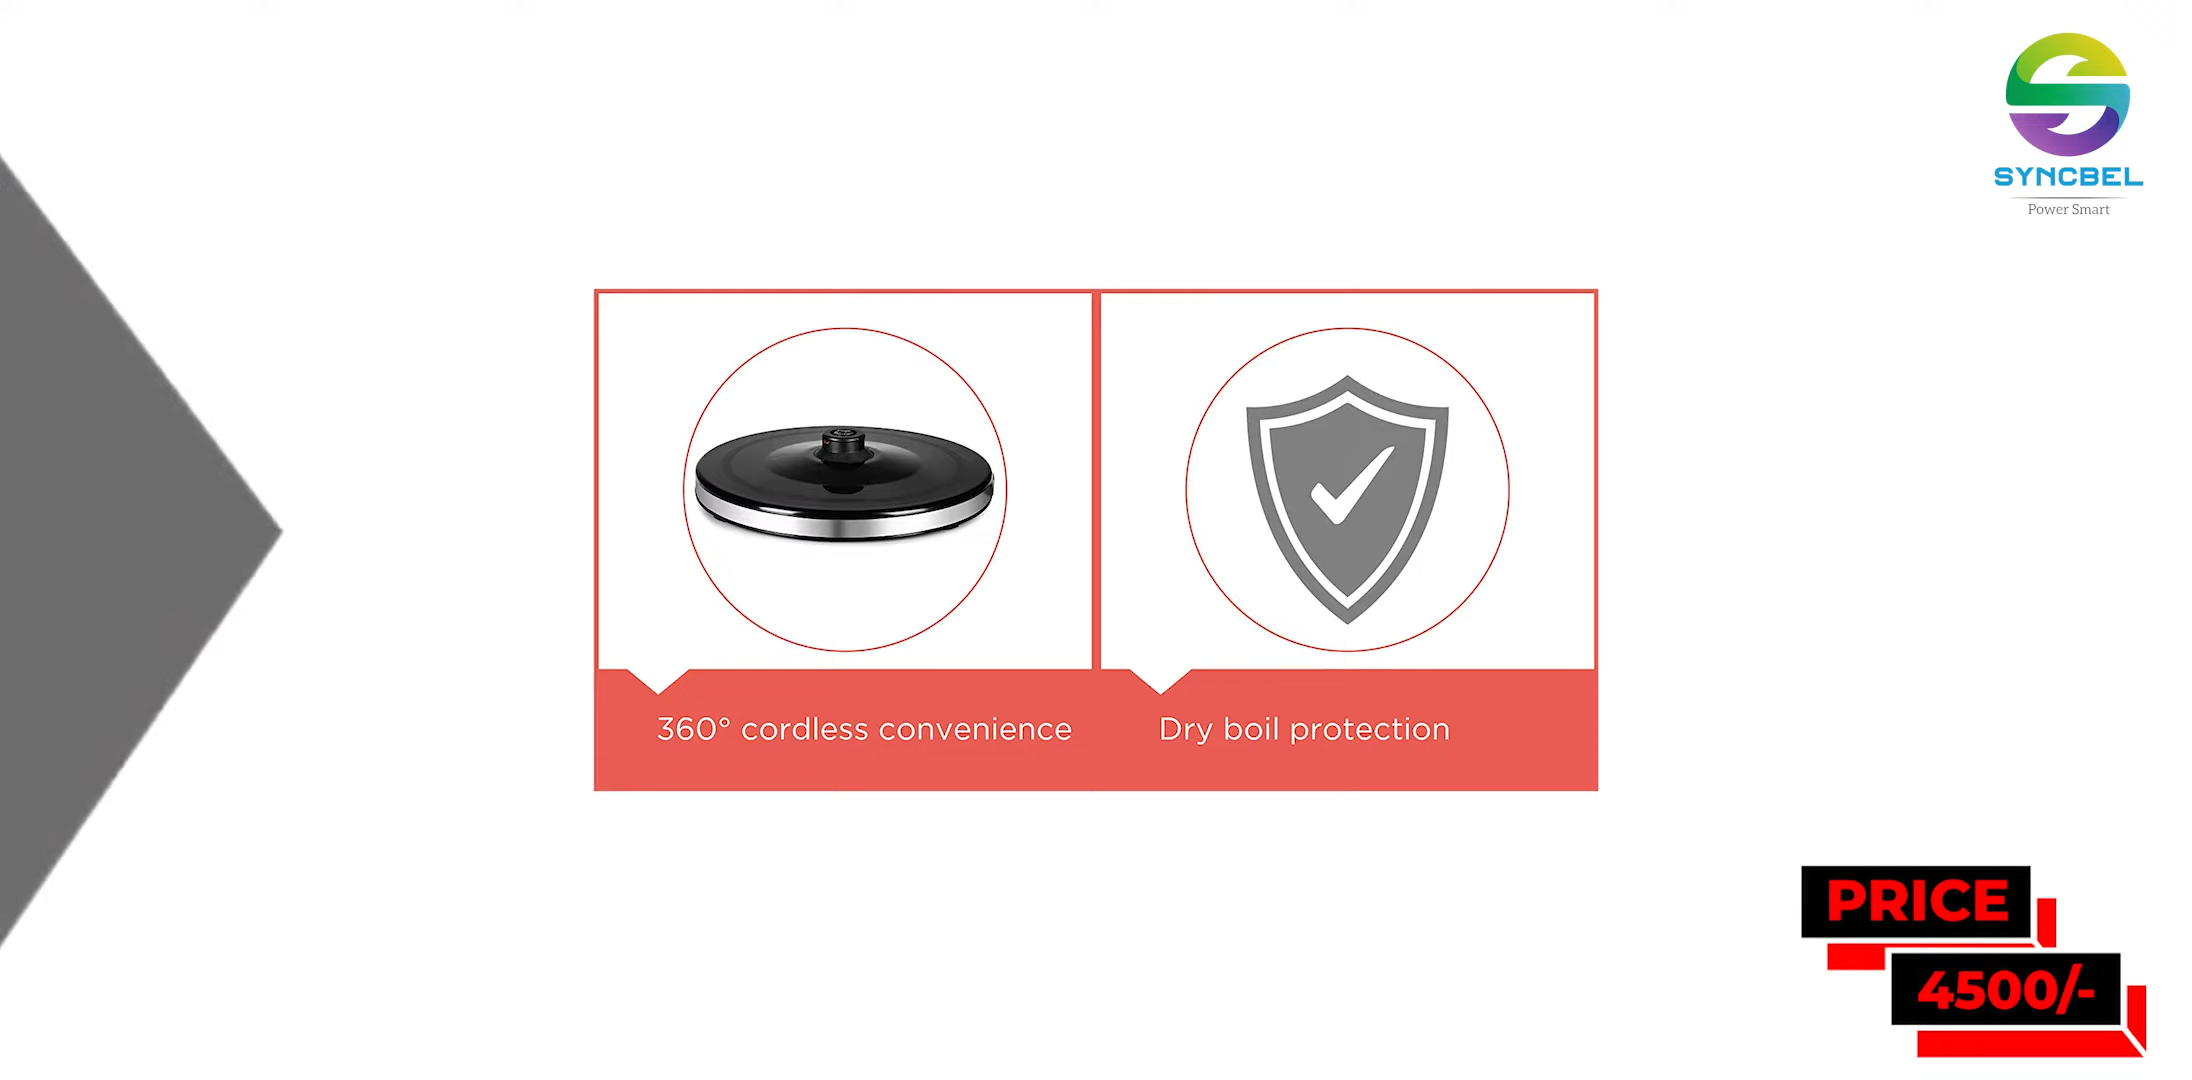 SYNCBEL
Power Smart
360° cordless convenience
Dry boil protection
PRICE
4500/-